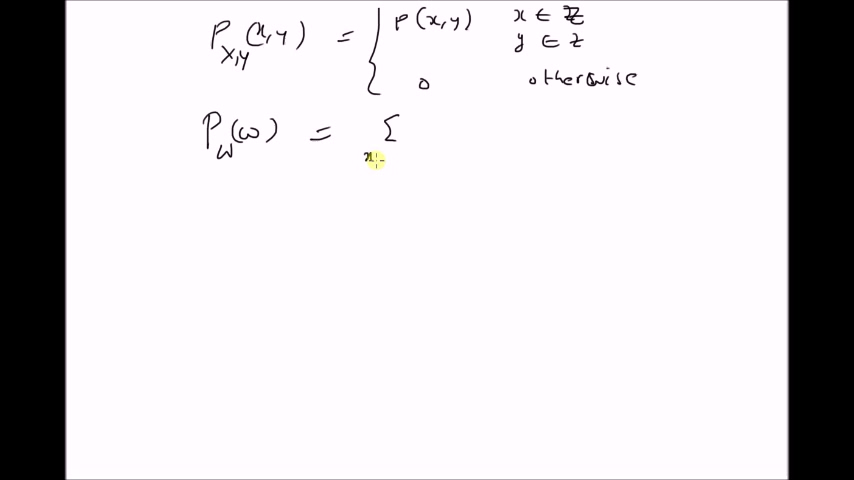 P_{X,Y}(x,y) = { p(x,y) x ∈ ℤ
y ∈ z
0 otherwise
P_W(ω) = Σ
x=